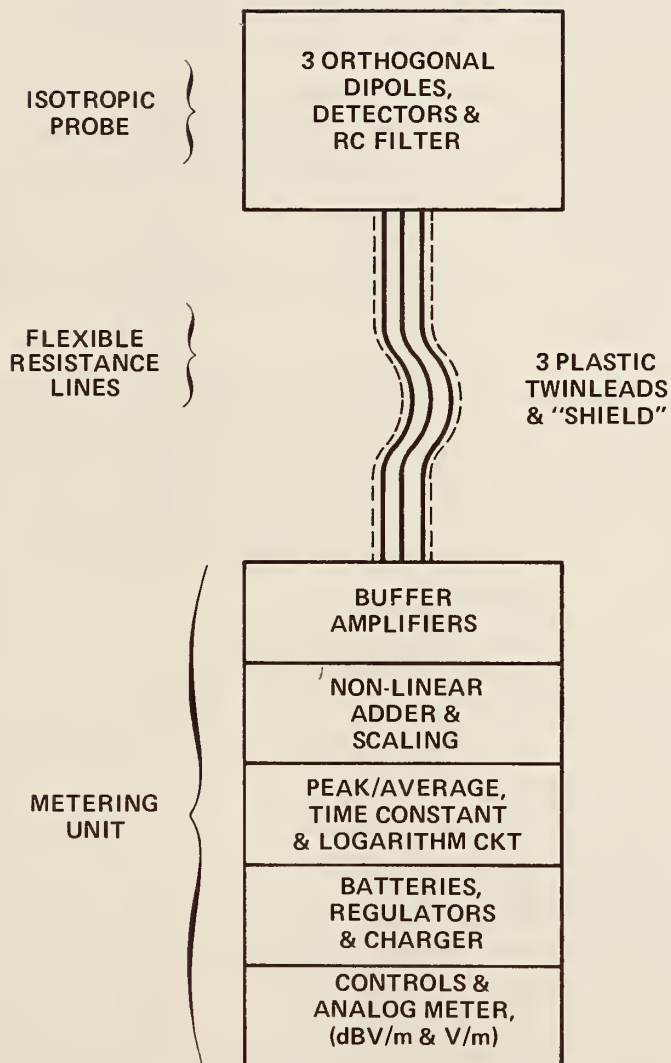 3 ORTHOGONAL
DIPOLES,
DETECTORS &
RC FILTER
ISOTROPIC
PROBE
FLEXIBLE
RESISTANCE
LINES
3 PLASTIC
TWINLEADS
& "SHIELD"
METERING
UNIT
BUFFER
AMPLIFIERS
NON-LINEAR
ADDER &
SCALING
PEAK/AVERAGE,
TIME CONSTANT
& LOGARITHM CKT
BATTERIES,
REGULATORS
& CHARGER
CONTROLS &
ANALOG METER,
(dBV/m & V/m)